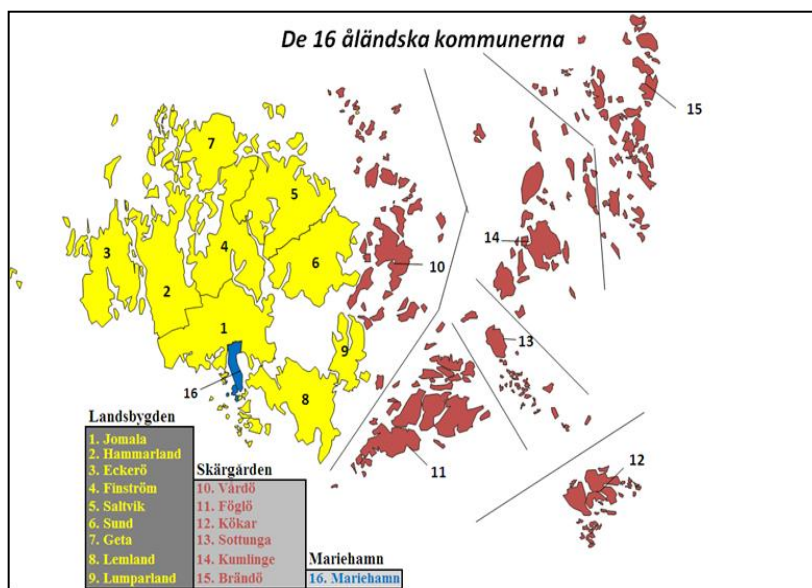 De 16 åländska kommunerna
7
15
5
3
4
14
6
10
2
1
13
9
16
8
11
12
Landsbygden
1. Jomala
2. Hammarland
3. Eckerö
4. Finström
5. Saltvik
6. Sund
7. Geta
8. Lemland
9. Lumparland
Skärgården
10. Vårdö
11. Föglö
12. Kökar
13. Sottunga
14. Kumlinge
15. Brändö
Mariehamn
16. Mariehamn